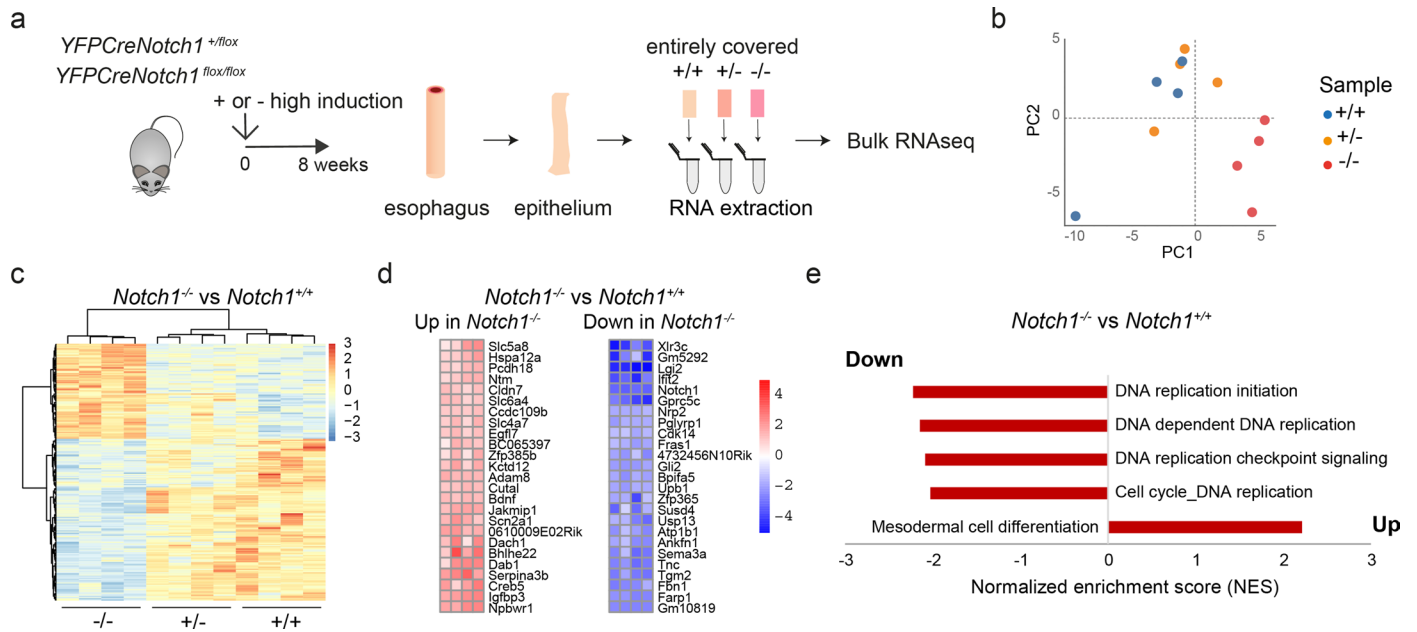 a
YFPCreNotch1 +/flox
YFPCreNotch1 flox/flox
+ or - high induction
0
8 weeks
esophagus
epithelium
entirely covered
+/+ +/- -/-
RNA extraction
Bulk RNAseq
b
5
0
-5
PC2
-10 -5 0 5
PC1
Sample
+/+
+/-
-/-
c
Notch1-/- vs Notch1+/+
3
2
1
0
−1
−2
−3
-/- +/- +/+
d
Notch1-/- vs Notch1+/+
Up in Notch1-/-
Slc5a8
Hspa12a
Pcdh18
Ntm
Cldn7
Slc6a4
Ccdc109b
Slc4a7
Egfl7
BC065397
Zfp385b
Kctd12
Adam8
Cutal
Bdnf
Jakmip1
Scn2a1
0610009E02Rik
Dach1
Bhlhe22
Dab1
Serpina3b
Creb5
Igfbp3
Npbwr1
Down in Notch1-/-
Xlr3c
Gm5292
Lgi2
Ifit2
Notch1
Gprc5c
Nrp2
Pglyrp1
Cdk14
Fras1
4732456N10Rik
Gli2
Bpifa5
Upb1
Zfp365
Susd4
Usp13
Atp1b1
Ankfn1
Sema3a
Tnc
Tgm2
Fbn1
Farp1
Gm10819
4
2
0
−2
−4
e
Notch1-/- vs Notch1+/+
Down
DNA replication initiation
DNA dependent DNA replication
DNA replication checkpoint signaling
Cell cycle_DNA replication
Mesodermal cell differentiation
Up
-3 -2 -1 0 1 2 3
Normalized enrichment score (NES)